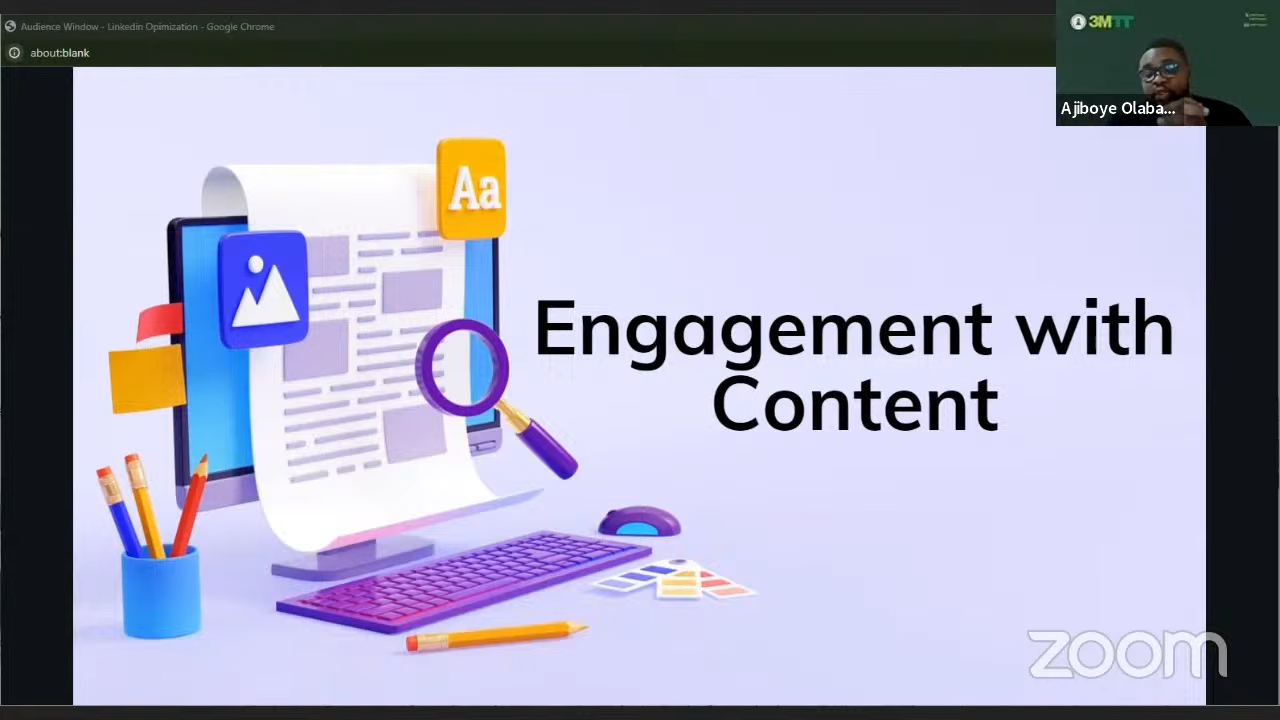 Audience Window - Linkedin Opimization - Google Chrome
about:blank
3MTT
Ajiboye Olaba...
Aa
Engagement with
Content
zoom